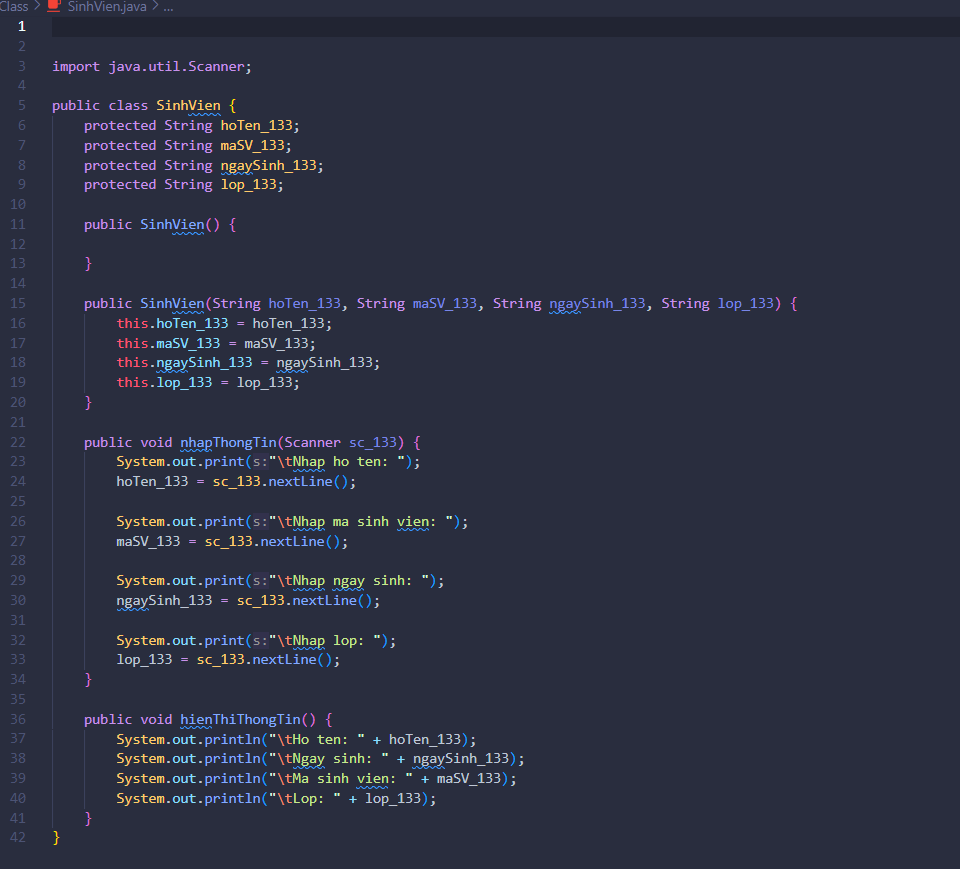 Class > SinhVien.java > ...
1
2
3 import java.util.Scanner;
4
5 public class SinhVien {
6     protected String hoTen_133;
7     protected String maSV_133;
8     protected String ngaySinh_133;
9     protected String lop_133;
10
11     public SinhVien() {
12
13     }
14
15     public SinhVien(String hoTen_133, String maSV_133, String ngaySinh_133, String lop_133) {
16         this.hoTen_133 = hoTen_133;
17         this.maSV_133 = maSV_133;
18         this.ngaySinh_133 = ngaySinh_133;
19         this.lop_133 = lop_133;
20     }
21
22     public void nhapThongTin(Scanner sc_133) {
23         System.out.print(s:"\tNhap ho ten: ");
24         hoTen_133 = sc_133.nextLine();
25
26         System.out.print(s:"\tNhap ma sinh vien: ");
27         maSV_133 = sc_133.nextLine();
28
29         System.out.print(s:"\tNhap ngay sinh: ");
30         ngaySinh_133 = sc_133.nextLine();
31
32         System.out.print(s:"\tNhap lop: ");
33         lop_133 = sc_133.nextLine();
34     }
35
36     public void hienThiThongTin() {
37         System.out.println("\tHo ten: " + hoTen_133);
38         System.out.println("\tNgay sinh: " + ngaySinh_133);
39         System.out.println("\tMa sinh vien: " + maSV_133);
40         System.out.println("\tLop: " + lop_133);
41     }
42 }